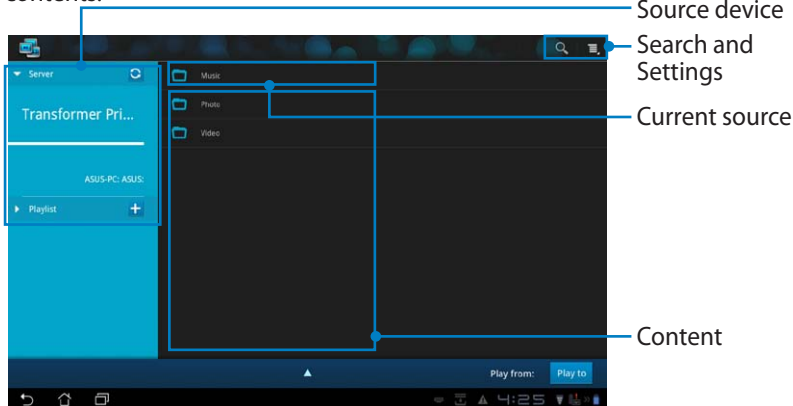 contents.
Source device
Search and
Settings
Server
Music
Photo
Transformer Pri...
Current source
Video
ASUS-PC: ASUS:
Playlist
Content
Play from:
Play to
4:25